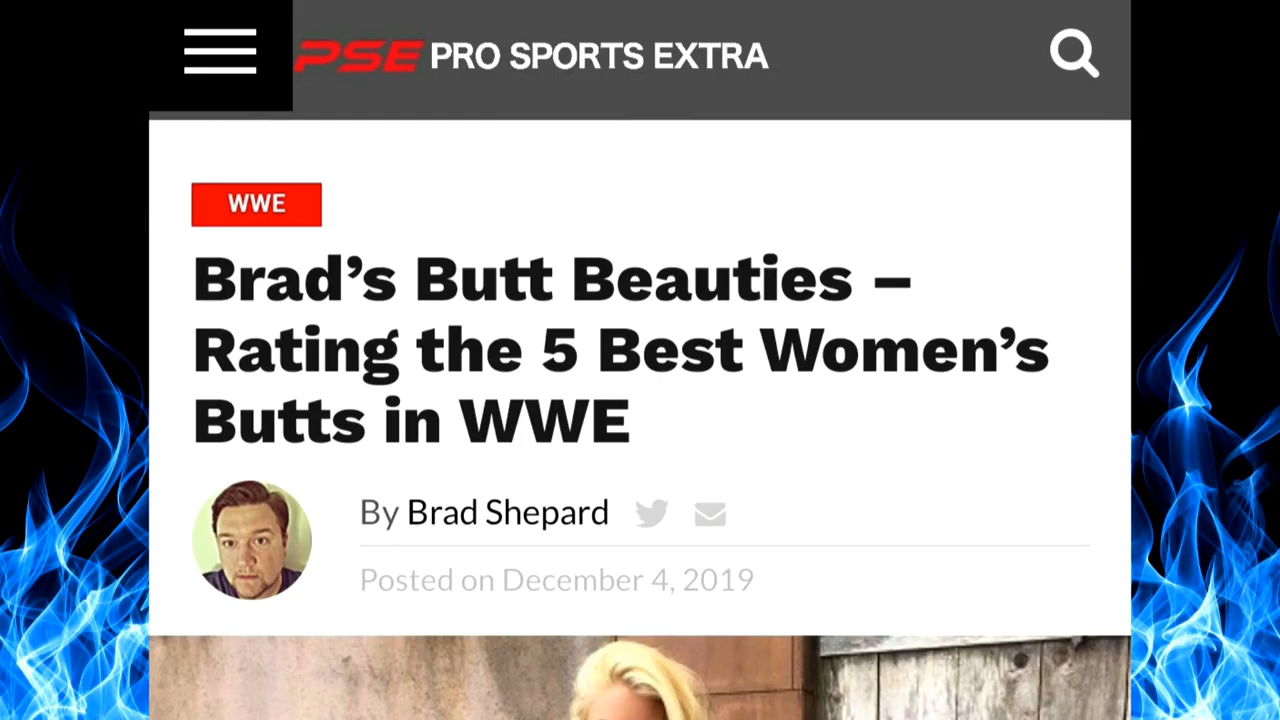 PSE PRO SPORTS EXTRA
WWE
Brad's Butt Beauties –
Rating the 5 Best Women's
Butts in WWE
By Brad Shepard
Posted on December 4, 2019